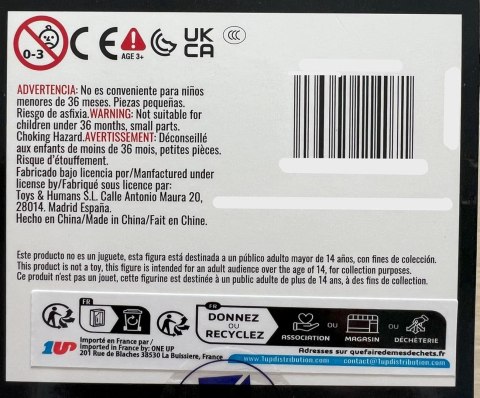 0-3
CE
AGE 3+
UK
CA
CCC
ADVERTENCIA: No es conveniente para niños
menores de 36 meses. Piezas pequeñas.
Riesgo de asfixia.WARNING: Not suitable for
children under 36 months, small parts.
Choking Hazard.AVERTISSEMENT: Déconseillé
aux enfants de moins de 36 mois, petites pièces.
Risque d'étouffement.
Fabricado bajo licencia por/Manfactured under
license by/Fabriqué sous licence par:
Toys & Humans S.L. Calle Antonio Maura 20,
28014. Madrid España.
Hecho en China/Made in China/Fait en Chine.
Este producto no es un juguete, esta figura está destinada a un público adulto mayor de 14 años, con fines de colección.
This product is not a toy, this figure is intended for an adult audience over the age of 14, for collection purposes.
Ce produit n'est pas un jouet, cette figurine est destinée à un public adulte de plus de 14 ans, à des fins de collection.
FR
FR
DONNEZ
OU
RECYCLEZ
OU
OU
ASSOCIATION
MAGASIN
DÉCHÈTERIE
Adresses sur quefairedemesdechets.fr
1UP
Importé en France par/
Imported in France by: ONE UP
201 Rue de Blaches 38530 La Buissiere, France
www.1updistribution.com
contact@1updistribution.com